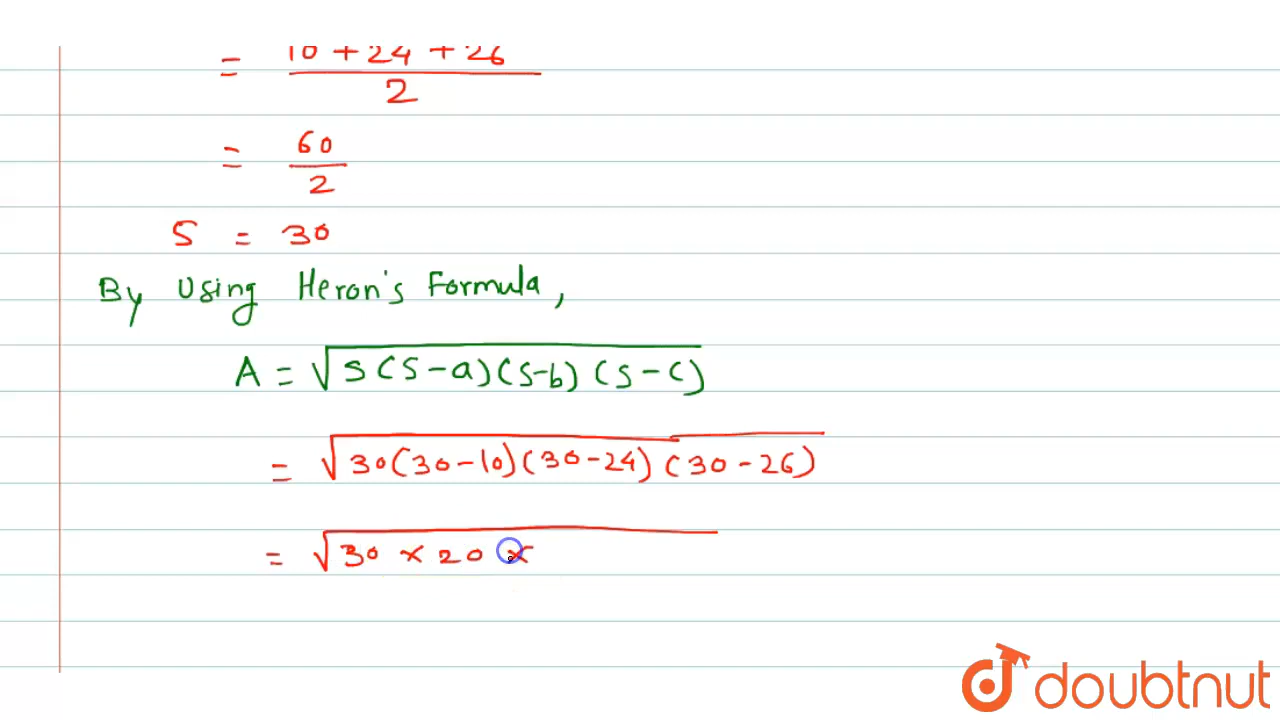 = 10 + 24 + 26 / 2
= 60 / 2
S = 30
By Using Heron's Formula,
A = √S(S-a)(S-b)(S-c)
= √30(30-10)(30-24)(30-26)
= √30 × 20 ×
doubtnut